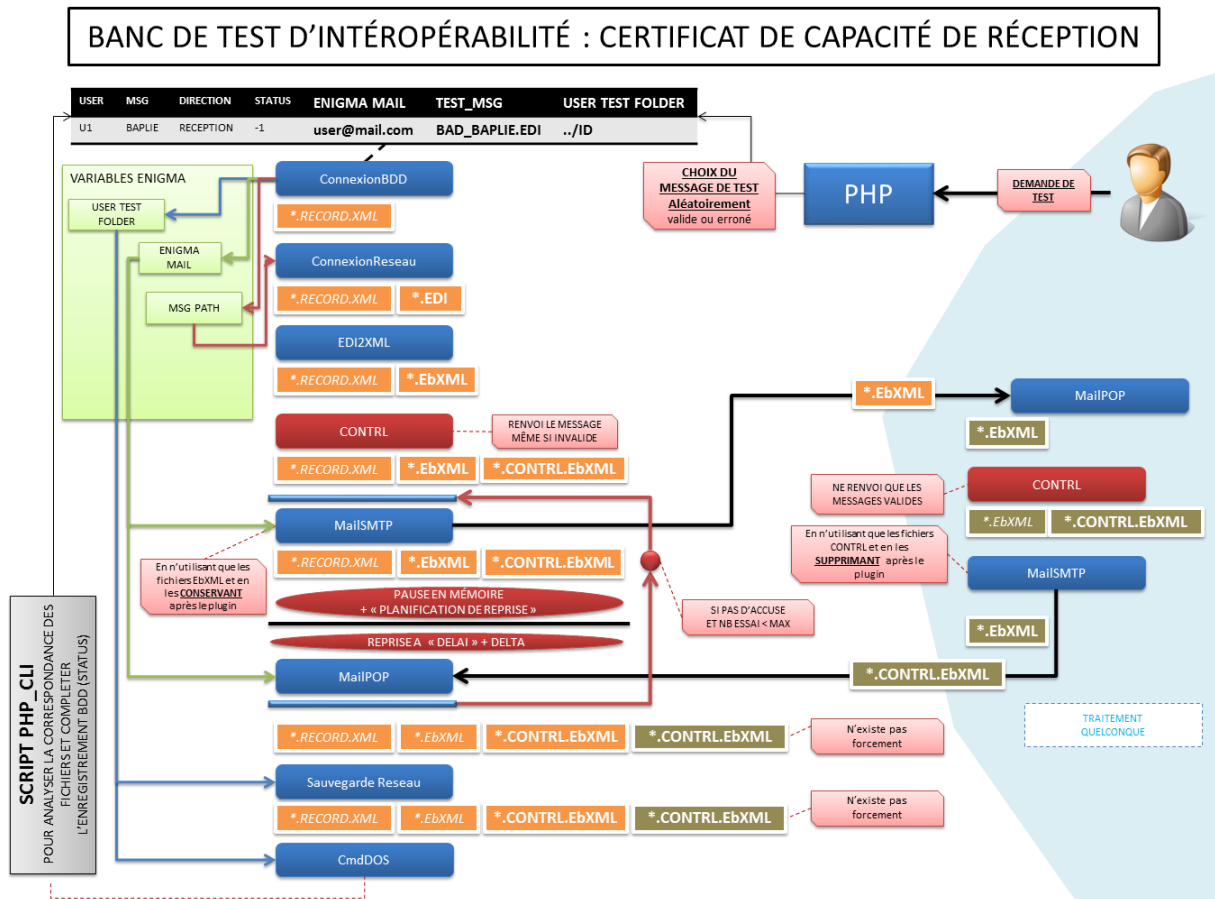 BANC DE TEST D'INTÉROPÉRABILITÉ : CERTIFICAT DE CAPACITÉ DE RÉCEPTION
USER MSG DIRECTION STATUS ENIGMA MAIL TEST_MSG USER TEST FOLDER
U1 BAPLIE RECEPTION -1 user@mail.com BAD_BAPLIE.EDI ../ID
VARIABLES ENIGMA
USER TEST
FOLDER
ENIGMA
MAIL
MSG PATH
ConnexionBDD
*.RECORD.XML
CHOIX DU
MESSAGE DE TEST
Aléatoirement
valide ou erroné
PHP
DEMANDE DE
TEST
ConnexionReseau
*.RECORD.XML *.EDI
EDI2XML
*.RECORD.XML *.EbXML
CONTRL
RENVOI LE MESSAGE
MÊME SI INVALIDE
*.RECORD.XML *.EbXML *.CONTRL.EbXML
MailSMTP
*.RECORD.XML *.EbXML *.CONTRL.EbXML
En n'utilisant que les
fichiers EbXML et en
les CONSERVANT
après le plugin
PAUSE EN MÉMOIRE
+ « PLANIFICATION DE REPRISE »
REPRISE A « DELAI » + DELTA
SI PAS D'ACCUSE
ET NB ESSAI < MAX
MailPOP
*.RECORD.XML *.EbXML *.CONTRL.EbXML *.CONTRL.EbXML
N'existe pas
forcement
Sauvegarde Reseau
*.RECORD.XML *.EbXML *.CONTRL.EbXML *.CONTRL.EbXML
N'existe pas
forcement
CmdDOS
*.EbXML
MailPOP
*.EbXML
NE RENVOI QUE LES
MESSAGES VALIDES
CONTRL
*.EbXML *.CONTRL.EbXML
En n'utilisant que les fichiers
CONTRL et en les
SUPPRIMANT après le
plugin
MailSMTP
*.EbXML
*.CONTRL.EbXML
TRAITEMENT
QUELCONQUE
SCRIPT PHP_CLI
POUR ANALYSER LA CORRESPONDANCE DES
FICHIERS ET COMPLETER
L'ENREGISTREMENT BDD (STATUS)